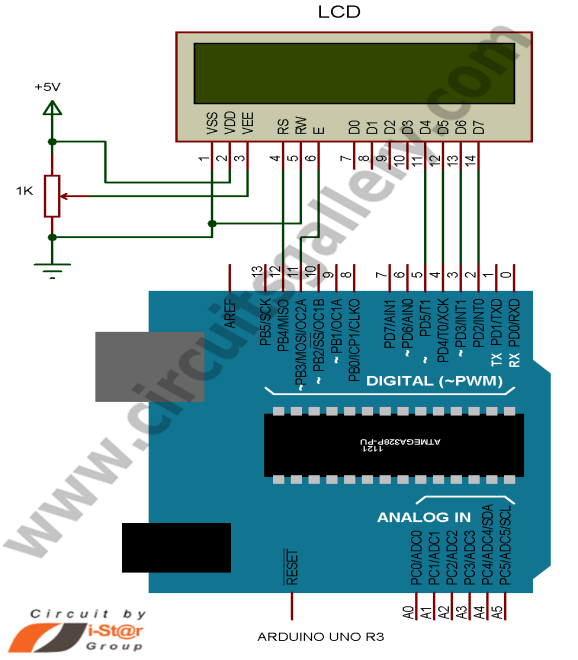 LCD
+5V
1K
VSS VDD VEE RS RW E D0 D1 D2 D3 D4 D5 D6 D7
1 2 3 4 5 6 7 8 9 10 11 12 13 14
www.circuitsgallery.com
13 12 11 10 9 8 7 6 5 4 3 2 1 0
AREF PB5/SCK PB4/MISO ~PB3/MOSI/OC2A ~PB2/SS/OC1B ~PB1/OC1A PB0/ICP1/CLKO PD7/AIN1 ~PD6/AIN0 ~PD5/T1 PD4/T0/XCK ~PD3/INT1 PD2/INT0 PD1/TXD PD0/RXD
TX RX
DIGITAL (~PWM)
ATMEGA328P-PU
1121
ANALOG IN
RESET PC0/ADC0 PC1/ADC1 PC2/ADC2 PC3/ADC3 PC4/ADC4/SDA PC5/ADC5/SCL
A0 A1 A2 A3 A4 A5
ARDUINO UNO R3
Circuit by
i-St@r
Group